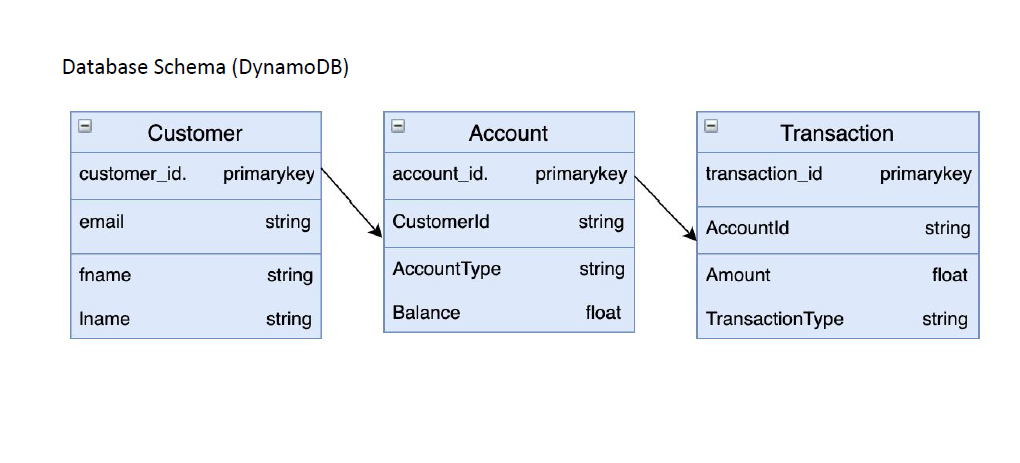 Database Schema (DynamoDB)
Customer
customer_id. primarykey
email string
fname string
lname string
Account
account_id. primarykey
CustomerId string
AccountType string
Balance float
Transaction
transaction_id primarykey
AccountId string
Amount float
TransactionType string